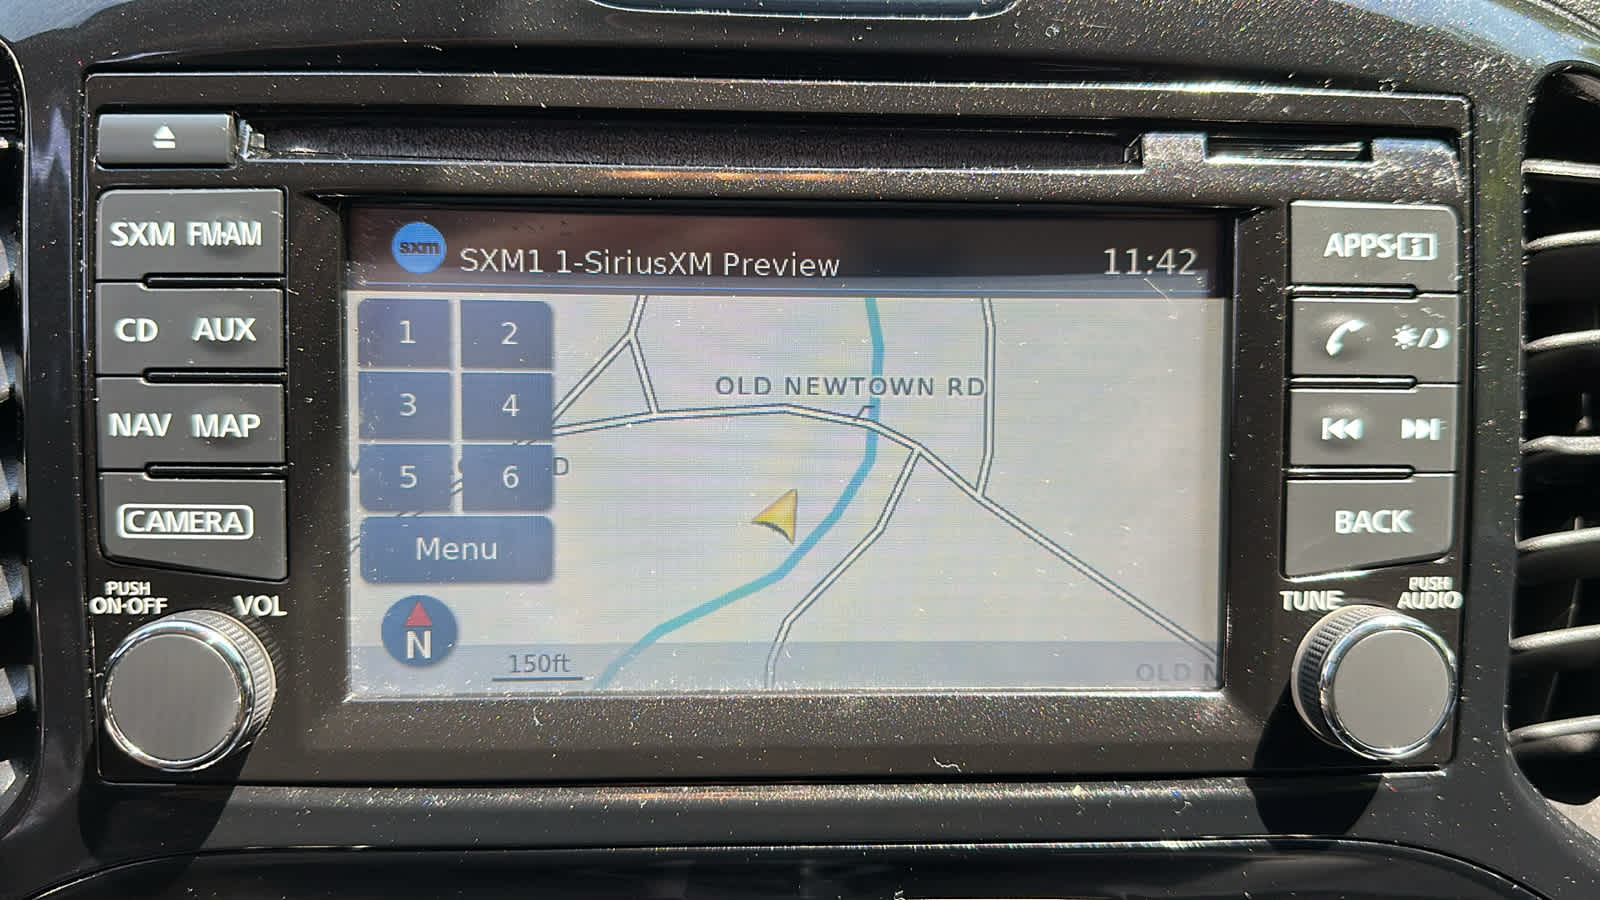 SXM FM·AM
CD AUX
NAV MAP
CAMERA
PUSH
ON·OFF
VOL
sxm
SXM1 1-SiriusXM Preview
11:42
1 2
3 4
5 6
Menu
N
150ft
OLD NEWTOWN RD
D
OLD N
APPS·i
BACK
TUNE
PUSH
AUDIO